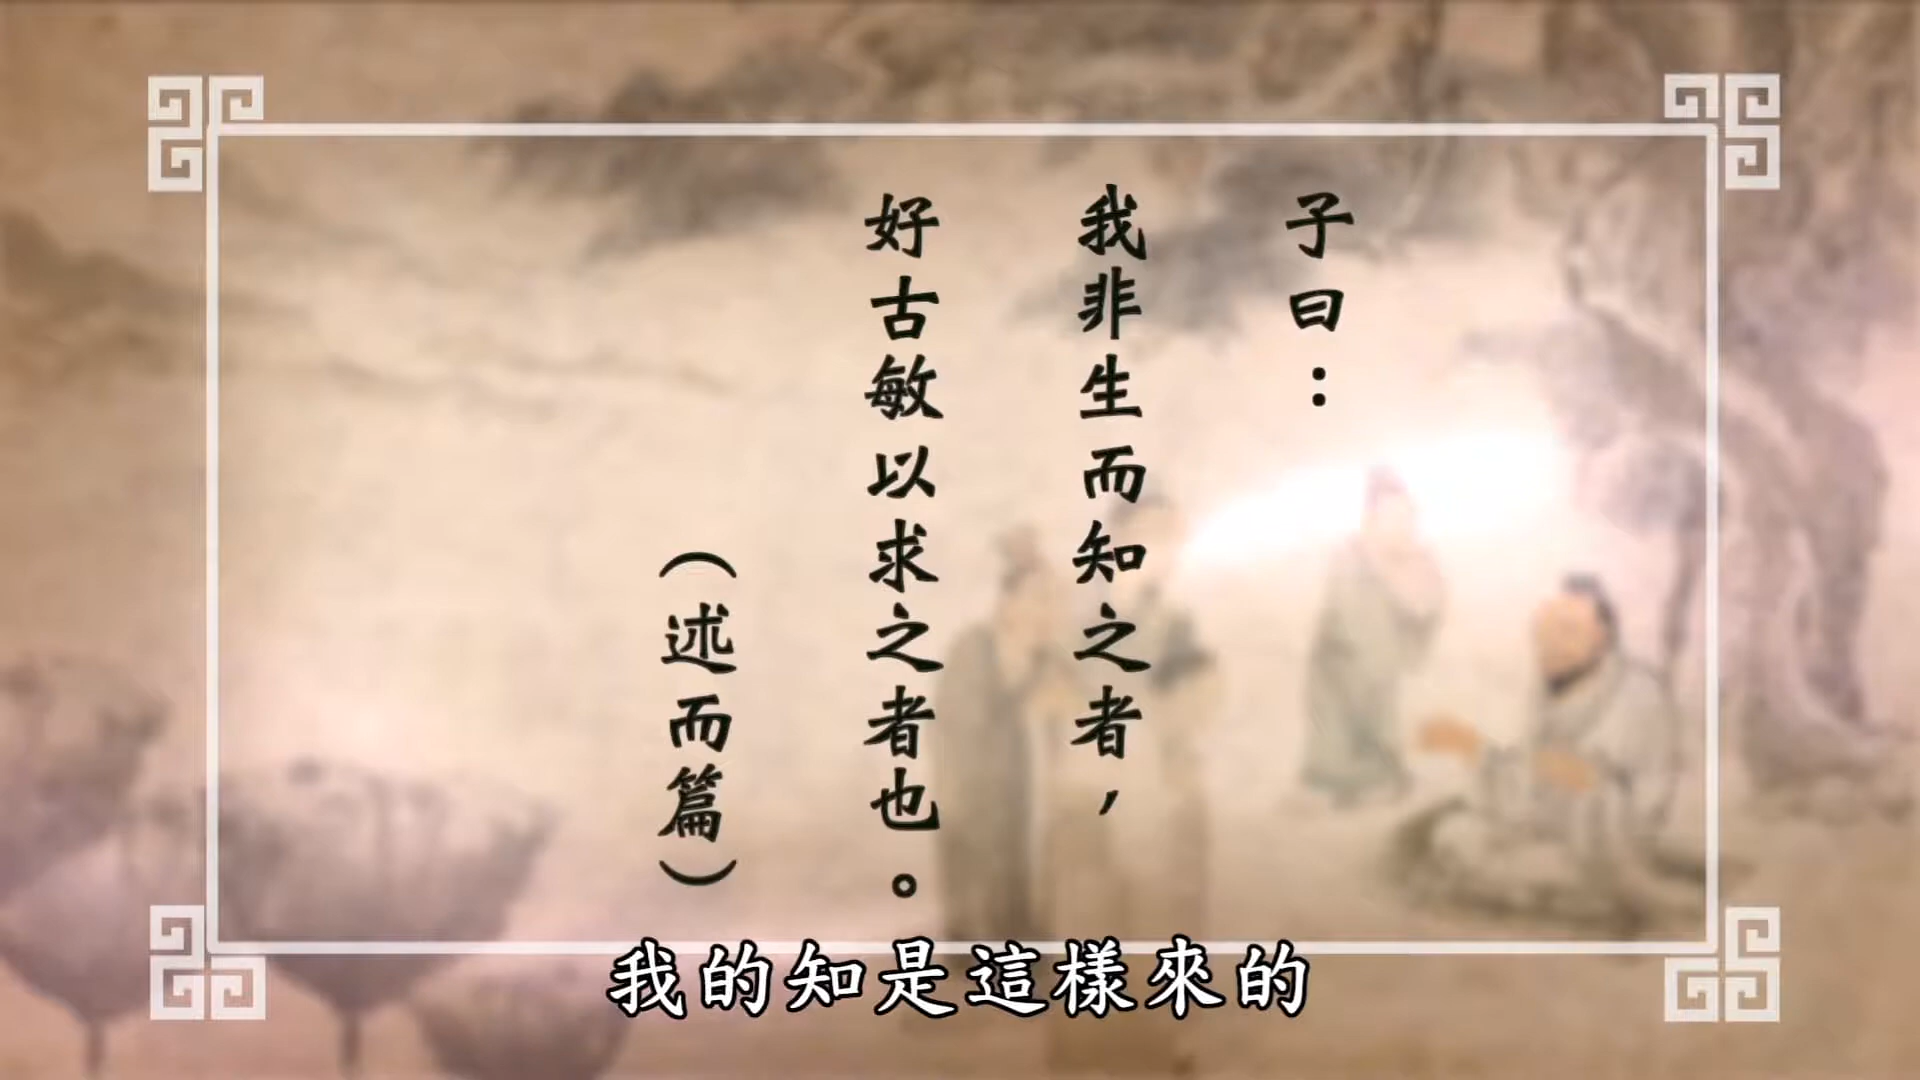 子曰：
我非生而知之者，
好古敏以求之者也。
（述而篇）
我的知是這樣來的